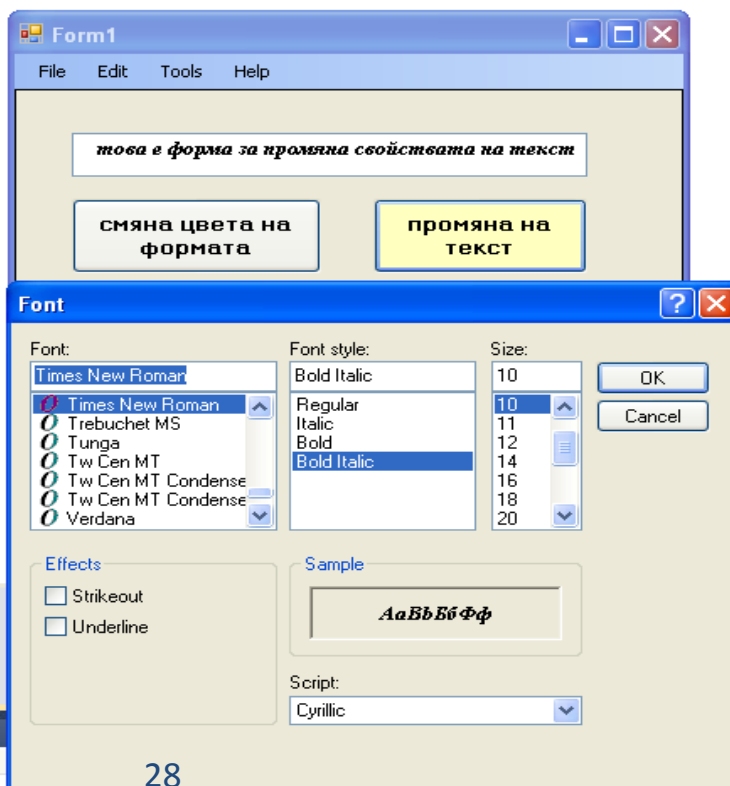 Form1
File Edit Tools Help
това е форма за промяна свойствата на текст
смяна цвета на
формата
промяна на
текст
Font
Font: Font style: Size:
Times New Roman Bold Italic 10
OK
Cancel
Times New Roman
Trebuchet MS
Tunga
Tw Cen MT
Tw Cen MT Condense
Tw Cen MT Condense
Verdana
Regular
Italic
Bold
Bold Italic
10
11
12
14
16
18
20
Effects
Strikeout
Underline
Sample
АаBbБбФф
Script:
Cyrillic
28